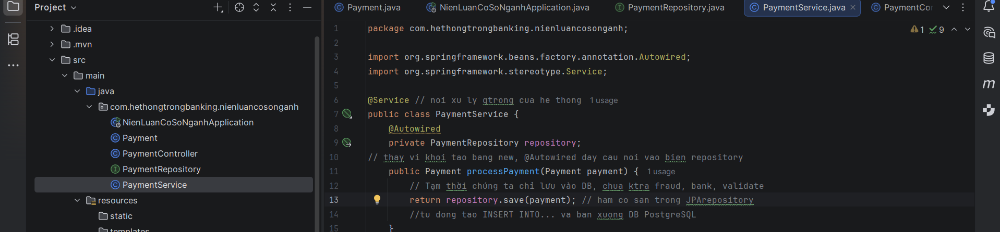 Project
.idea
.mvn
src
main
java
com.hethongtrongbanking.nienluancosonganh
NienLuanCoSoNganhApplication
Payment
PaymentController
PaymentRepository
PaymentService
resources
static
templates
Payment.java
NienLuanCoSoNganhApplication.java
PaymentRepository.java
PaymentService.java
PaymentCor
1 9
1 package com.hethongtrongbanking.nienluancosonganh;
2
3 import org.springframework.beans.factory.annotation.Autowired;
4 import org.springframework.stereotype.Service;
5
6 @Service // noi xu ly qtrong cua he thong 1 usage
7 public class PaymentService {
8 @Autowired
9 private PaymentRepository repository;
10 // thay vi khoi tao bang new, @Autowired day cau noi vao bien repository
11 public Payment processPayment(Payment payment) { 1 usage
12 // Tạm thời chúng ta chỉ lưu vào DB, chua ktra fraud, bank, validate
13 return repository.save(payment); // ham co san trong JPArepository
14 //tu dong tao INSERT INTO... va ban xuong DB PostgreSQL
15 }
m